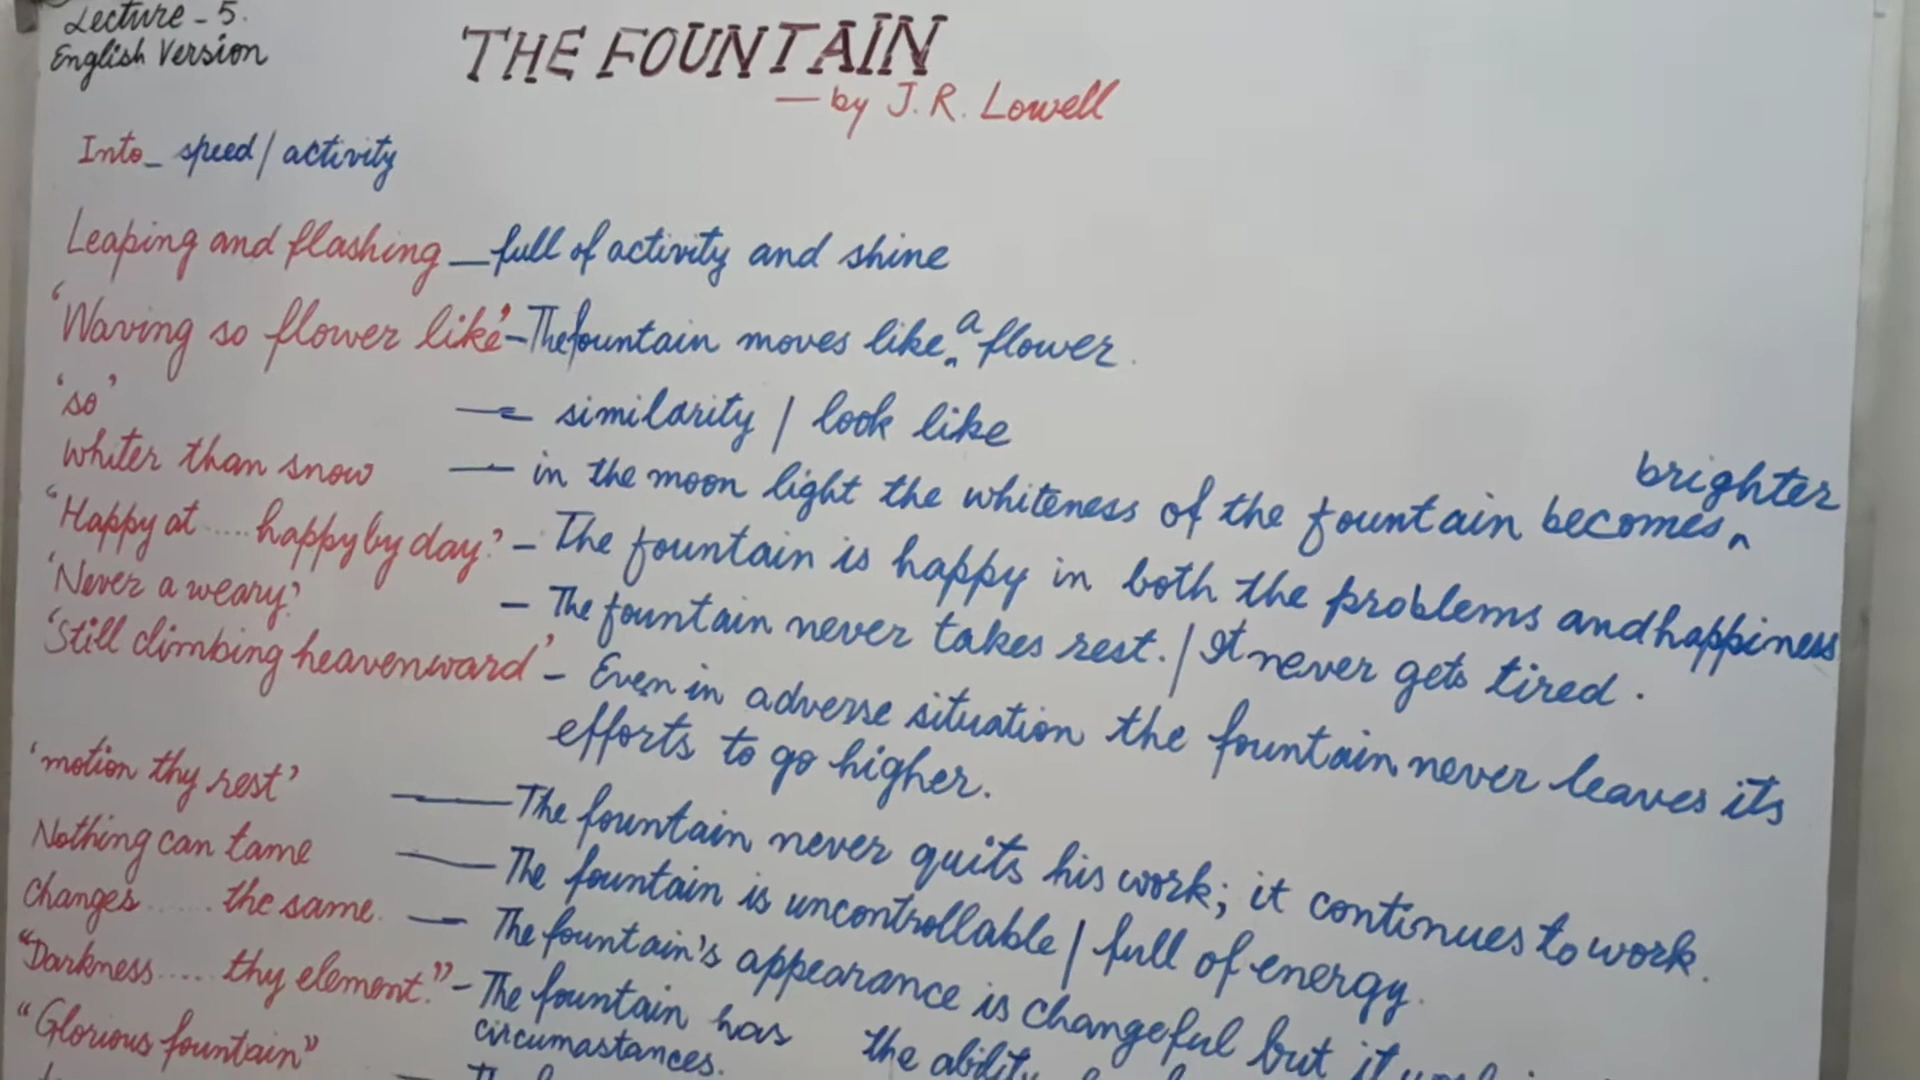 Lecture - 5.
English Version
THE FOUNTAIN
— by J. R. Lowell
Into _ speed / activity
Leaping and flashing — full of activity and shine
'Waving so flower like' - The fountain moves like a flower.
'so' — similarity / look like
whiter than snow — in the moon light the whiteness of the fountain becomes brighter
"Happy at .... happy by day.' - The fountain is happy in both the problems and happiness
'Never a weary.' - The fountain never takes rest. / It never gets tired.
'Still climbing heavenward' - Even in adverse situation the fountain never leaves its
efforts to go higher.
'motion thy rest' — The fountain never quits his work; it continues to work.
Nothing can tame — The fountain is uncontrollable / full of energy.
Changes ...... the same. — The fountain's appearance is changeful but it
"Darkness .... thy element." - The fountain has the ability
circumastances.
"Glorious fountain"